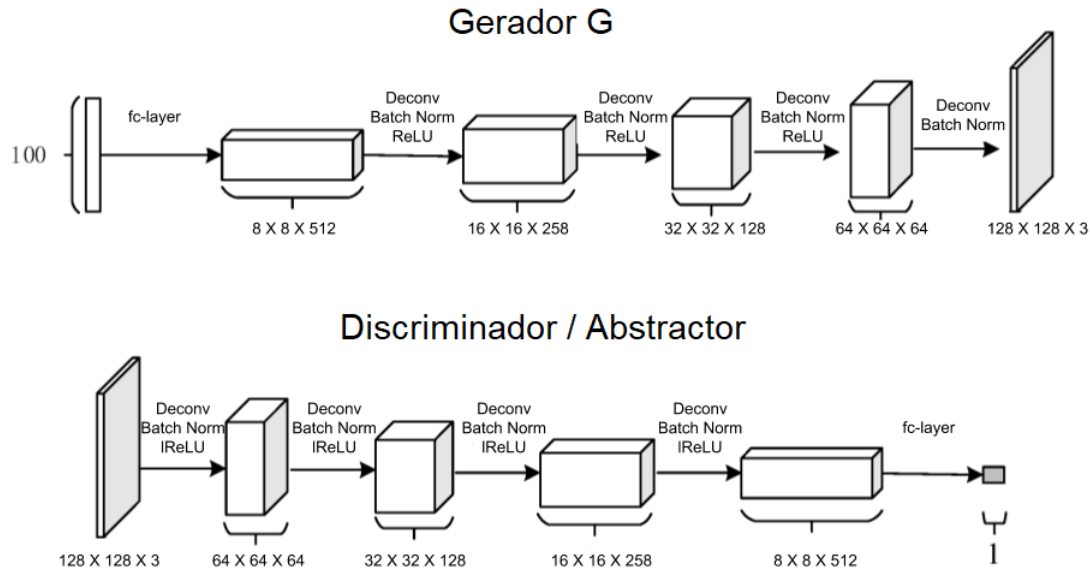 Gerador G
100
fc-layer
Deconv
Batch Norm
ReLU
Deconv
Batch Norm
ReLU
Deconv
Batch Norm
ReLU
Deconv
Batch Norm
8 X 8 X 512
16 X 16 X 258
32 X 32 X 128
64 X 64 X 64
128 X 128 X 3
Discriminador / Abstractor
Deconv
Batch Norm
lReLU
Deconv
Batch Norm
lReLU
Deconv
Batch Norm
lReLU
Deconv
Batch Norm
lReLU
fc-layer
128 X 128 X 3
64 X 64 X 64
32 X 32 X 128
16 X 16 X 258
8 X 8 X 512
1